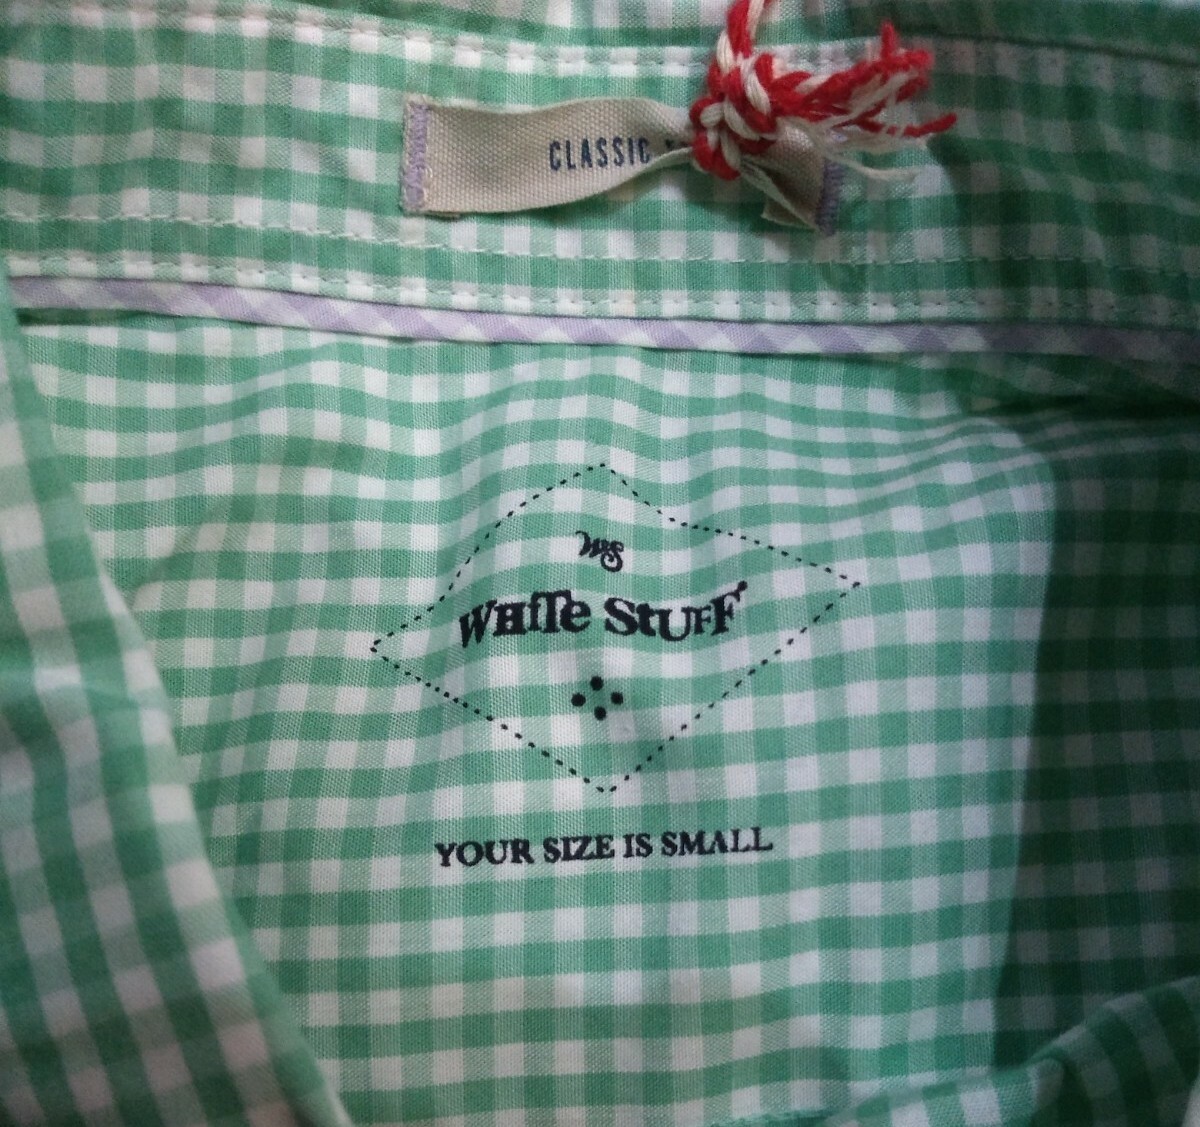 CLASSIC
WS
WHITE STUFF
YOUR SIZE IS SMALL